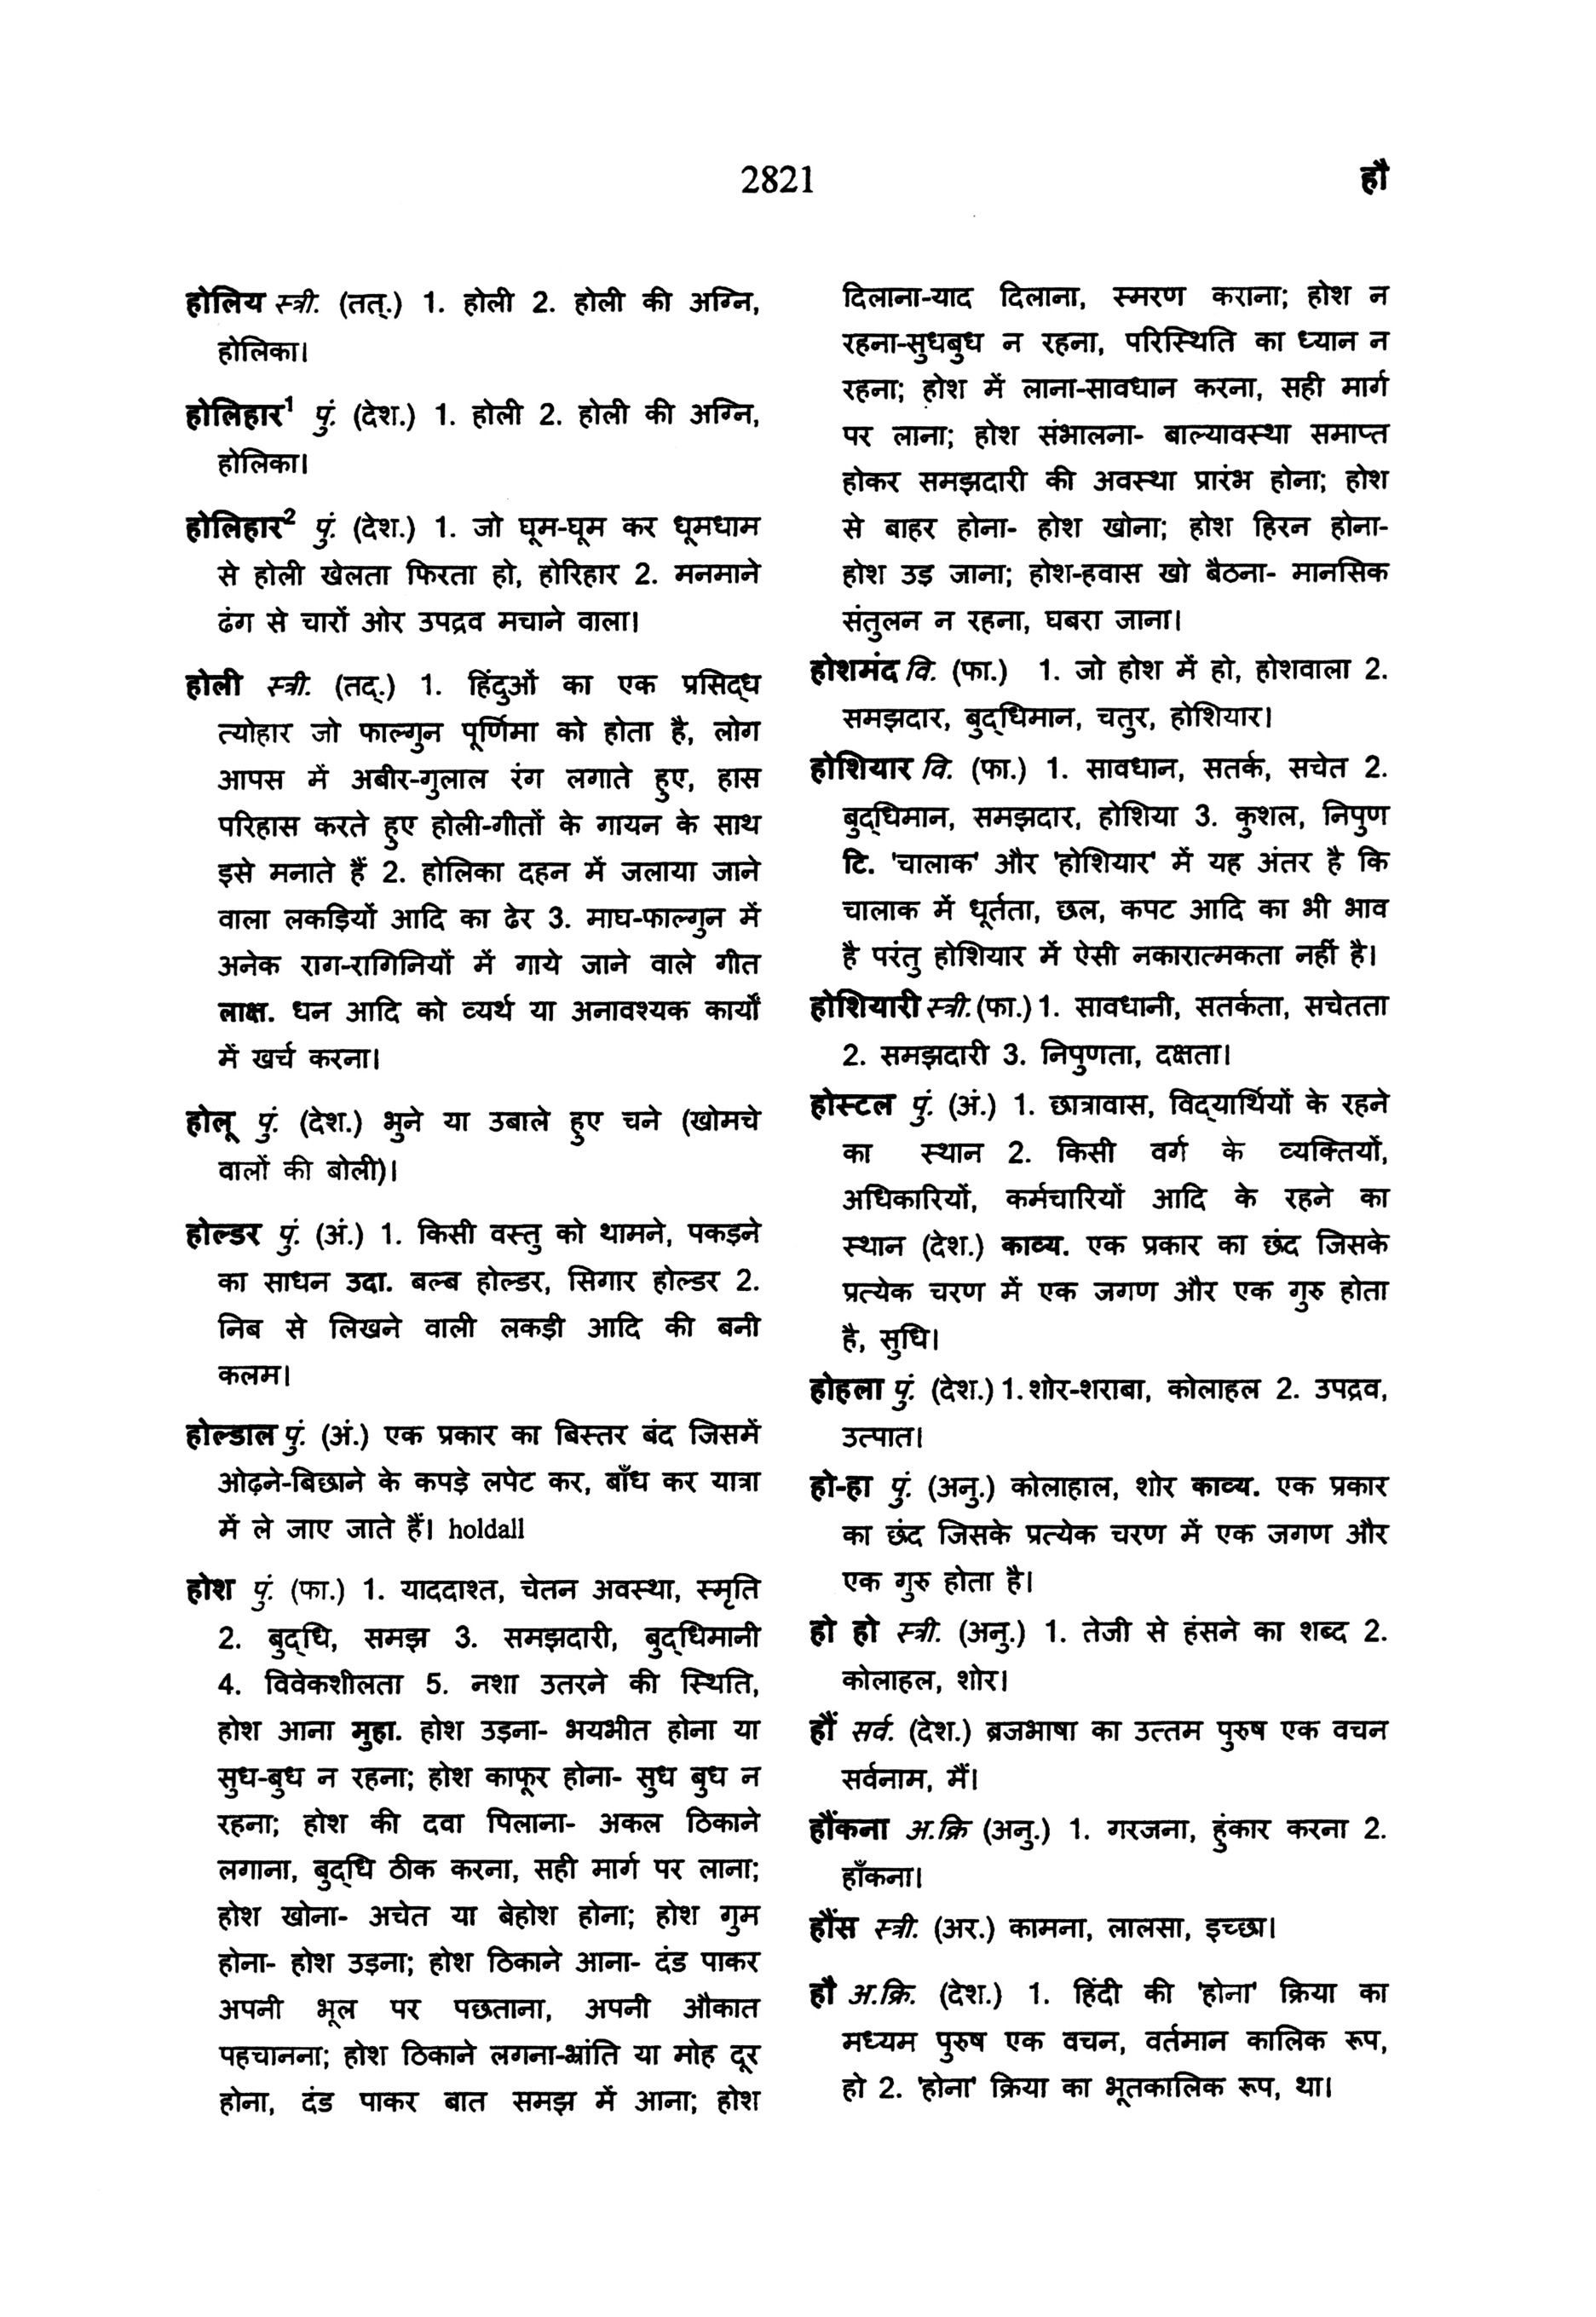 2821
हौ
होलिय स्त्री. (तत्.) 1. होली 2. होली की अग्नि,
होलिका।
होलिहार¹ पुं. (देश.) 1. होली 2. होली की अग्नि,
होलिका।
होलिहार² पुं. (देश.) 1. जो घूम-घूम कर धूमधाम
से होली खेलता फिरता हो, होरिहार 2. मनमाने
ढंग से चारों ओर उपद्रव मचाने वाला।
होली स्त्री. (तद्.) 1. हिंदुओं का एक प्रसिद्ध
त्योहार जो फाल्गुन पूर्णिमा को होता है, लोग
आपस में अबीर-गुलाल रंग लगाते हुए, हास
परिहास करते हुए होली-गीतों के गायन के साथ
इसे मनाते हैं 2. होलिका दहन में जलाया जाने
वाला लकड़ियों आदि का ढेर 3. माघ-फाल्गुन में
अनेक राग-रागिनियों में गाये जाने वाले गीत
लाक्ष. धन आदि को व्यर्थ या अनावश्यक कार्यों
में खर्च करना।
होलू पुं. (देश.) भुने या उबाले हुए चने (खोमचे
वालों की बोली)।
होल्डर पुं. (अं.) 1. किसी वस्तु को थामने, पकड़ने
का साधन उदा. बल्ब होल्डर, सिगार होल्डर 2.
निब से लिखने वाली लकड़ी आदि की बनी
कलम।
होल्डाल पुं. (अं.) एक प्रकार का बिस्तर बंद जिसमें
ओढ़ने-बिछाने के कपड़े लपेट कर, बाँध कर यात्रा
में ले जाए जाते हैं। holdall
होश पुं. (फा.) 1. याददाश्त, चेतन अवस्था, स्मृति
2. बुद्धि, समझ 3. समझदारी, बुद्धिमानी
4. विवेकशीलता 5. नशा उतरने की स्थिति,
होश आना मुहा. होश उड़ना- भयभीत होना या
सुध-बुध न रहना; होश काफूर होना- सुध बुध न
रहना; होश की दवा पिलाना- अकल ठिकाने
लगाना, बुद्धि ठीक करना, सही मार्ग पर लाना;
होश खोना- अचेत या बेहोश होना; होश गुम
होना- होश उड़ना; होश ठिकाने आना- दंड पाकर
अपनी भूल पर पछताना, अपनी औकात
पहचानना; होश ठिकाने लगना-भ्रांति या मोह दूर
होना, दंड पाकर बात समझ में आना; होश
दिलाना-याद दिलाना, स्मरण कराना; होश न
रहना-सुधबुध न रहना, परिस्थिति का ध्यान न
रहना; होश में लाना-सावधान करना, सही मार्ग
पर लाना; होश संभालना- बाल्यावस्था समाप्त
होकर समझदारी की अवस्था प्रारंभ होना; होश
से बाहर होना- होश खोना; होश हिरन होना-
होश उड़ जाना; होश-हवास खो बैठना- मानसिक
संतुलन न रहना, घबरा जाना।
होशमंद वि. (फा.) 1. जो होश में हो, होशवाला 2.
समझदार, बुद्धिमान, चतुर, होशियार।
होशियार वि. (फा.) 1. सावधान, सतर्क, सचेत 2.
बुद्धिमान, समझदार, होशिया 3. कुशल, निपुण
टि. 'चालाक' और 'होशियार' में यह अंतर है कि
चालाक में धूर्तता, छल, कपट आदि का भी भाव
है परंतु होशियार में ऐसी नकारात्मकता नहीं है।
होशियारी स्त्री. (फा.) 1. सावधानी, सतर्कता, सचेतता
2. समझदारी 3. निपुणता, दक्षता।
होस्टल पुं. (अं.) 1. छात्रावास, विद्यार्थियों के रहने
का स्थान 2. किसी वर्ग के व्यक्तियों,
अधिकारियों, कर्मचारियों आदि के रहने का
स्थान (देश.) काव्य. एक प्रकार का छंद जिसके
प्रत्येक चरण में एक जगण और एक गुरु होता
है, सुधि।
होहला पुं. (देश.) 1. शोर-शराबा, कोलाहल 2. उपद्रव,
उत्पात।
हो-हा पुं. (अनु.) कोलाहाल, शोर काव्य. एक प्रकार
का छंद जिसके प्रत्येक चरण में एक जगण और
एक गुरु होता है।
हो हो स्त्री. (अनु.) 1. तेजी से हंसने का शब्द 2.
कोलाहल, शोर।
हौं सर्व. (देश.) ब्रजभाषा का उत्तम पुरुष एक वचन
सर्वनाम, मैं।
हौंकना अ.क्रि (अनु.) 1. गरजना, हुंकार करना 2.
हाँकना।
हौंस स्त्री. (अर.) कामना, लालसा, इच्छा।
हौ अ.क्रि. (देश.) 1. हिंदी की 'होना' क्रिया का
मध्यम पुरुष एक वचन, वर्तमान कालिक रूप,
हो 2. 'होना' क्रिया का भूतकालिक रूप, था।